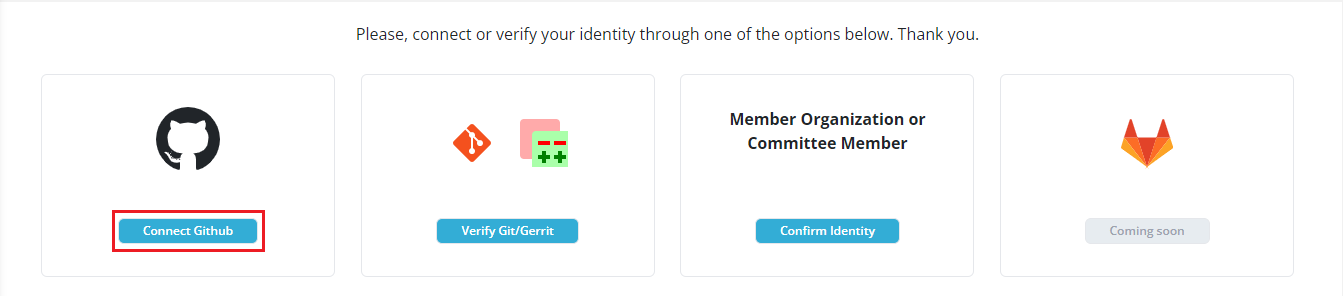 Please, connect or verify your identity through one of the options below. Thank you.
Member Organization or
Committee Member
Connect Github
Verify Git/Gerrit
Confirm Identity
Coming soon